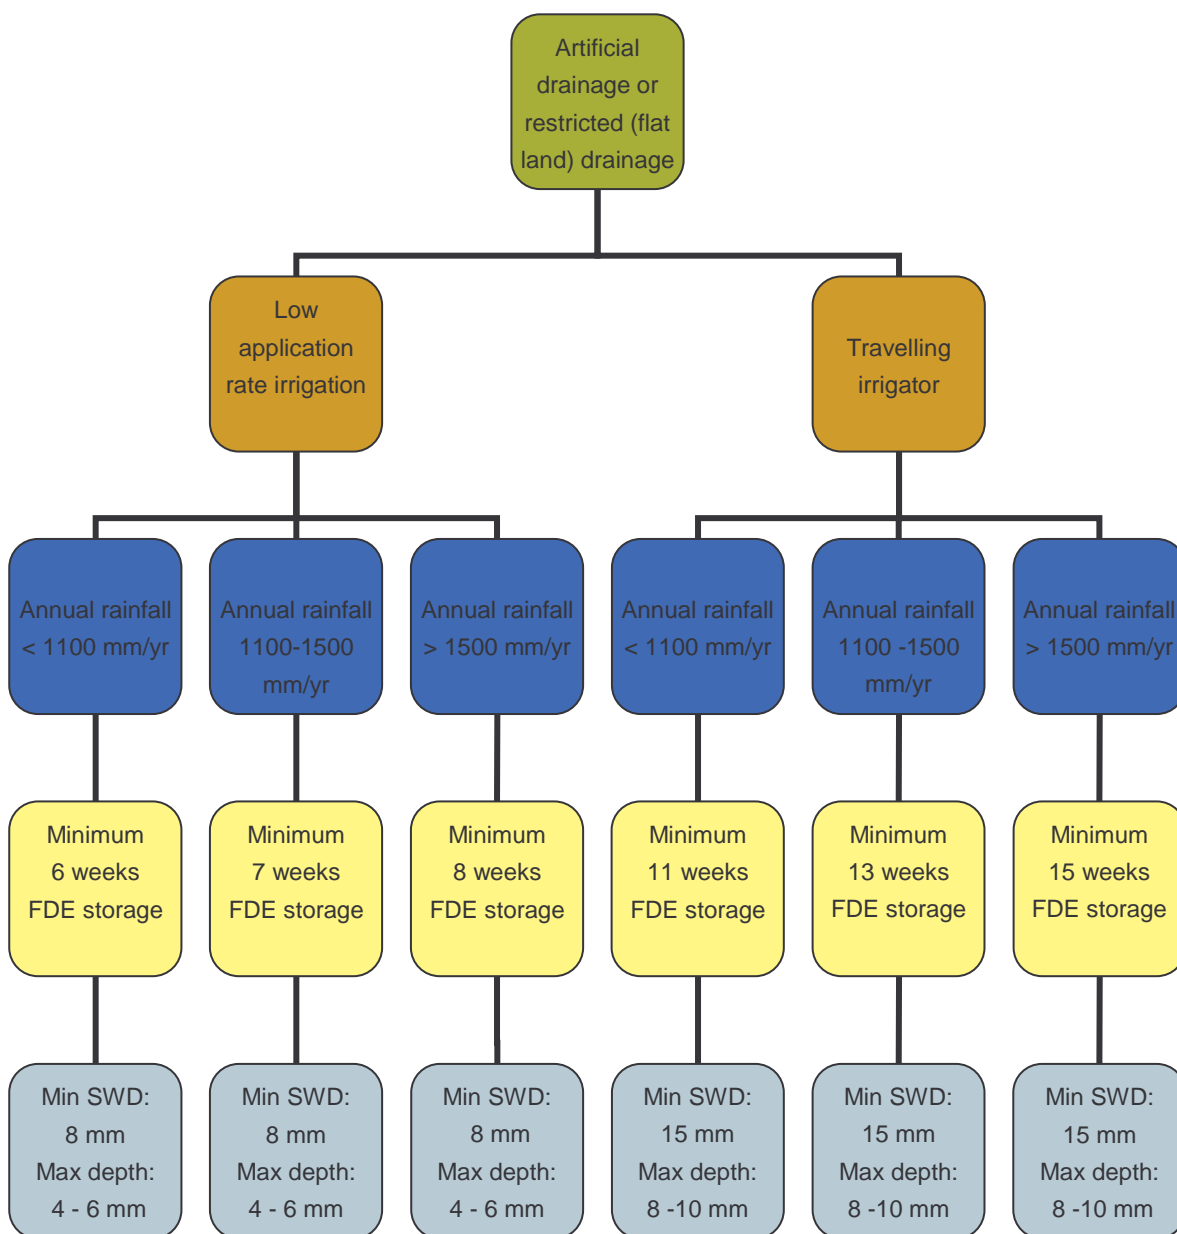 Artificial
drainage or
restricted (flat
land) drainage
Low
application
rate irrigation
Travelling
irrigator
Annual rainfall
< 1100 mm/yr
Annual rainfall
1100-1500
mm/yr
Annual rainfall
> 1500 mm/yr
Annual rainfall
< 1100 mm/yr
Annual rainfall
1100 -1500
mm/yr
Annual rainfall
> 1500 mm/yr
Minimum
6 weeks
FDE storage
Minimum
7 weeks
FDE storage
Minimum
8 weeks
FDE storage
Minimum
11 weeks
FDE storage
Minimum
13 weeks
FDE storage
Minimum
15 weeks
FDE storage
Min SWD:
8 mm
Max depth:
4 - 6 mm
Min SWD:
8 mm
Max depth:
4 - 6 mm
Min SWD:
8 mm
Max depth:
4 - 6 mm
Min SWD:
15 mm
Max depth:
8 -10 mm
Min SWD:
15 mm
Max depth:
8 -10 mm
Min SWD:
15 mm
Max depth:
8 -10 mm